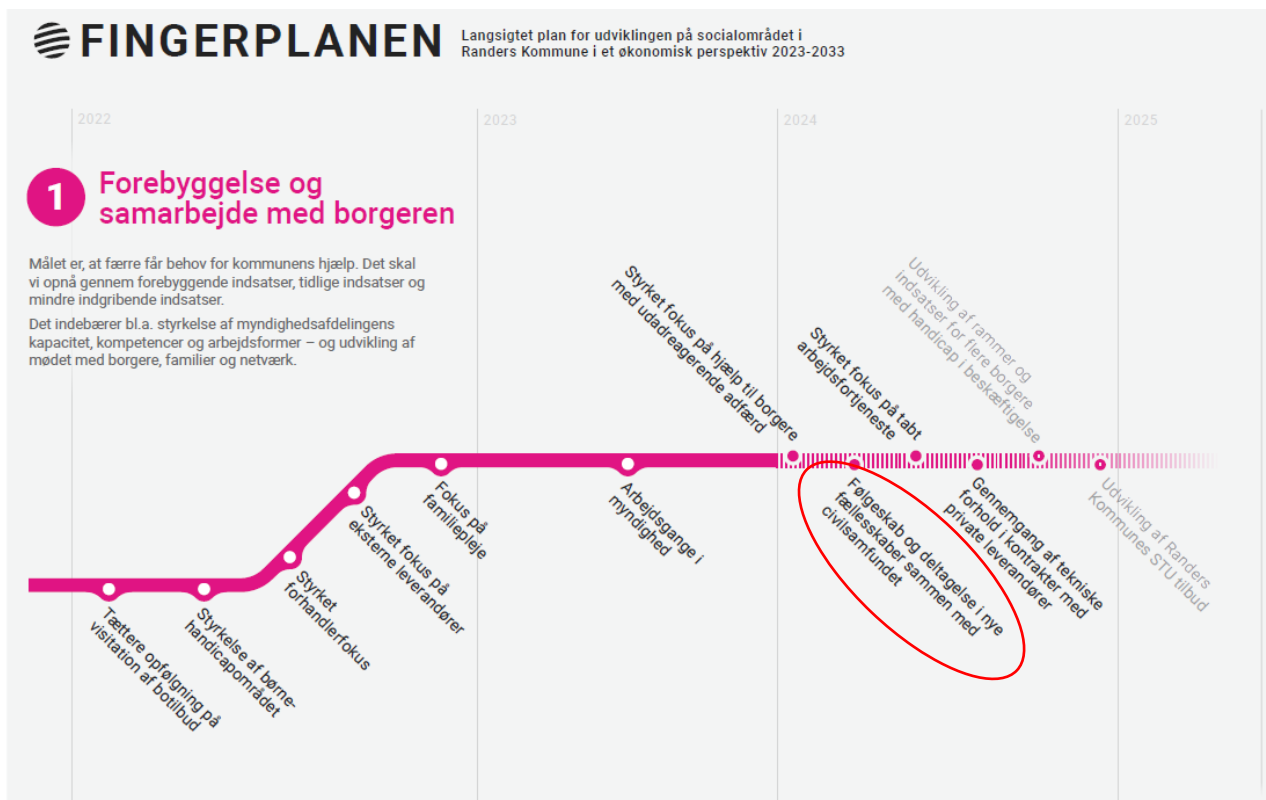 FINGERPLANEN
Langsigtet plan for udviklingen på socialområdet i
Randers Kommune i et økonomisk perspektiv 2023-2033
2022
2023
2024
2025
1
Forebyggelse og
samarbejde med borgeren
Målet er, at færre får behov for kommunens hjælp. Det skal
vi opnå gennem forebyggende indsatser, tidlige indsatser og
mindre indgribende indsatser.
Det indebærer bl.a. styrkelse af myndighedsafdelingens
kapacitet, kompetencer og arbejdsformer – og udvikling af
mødet med borgere, familier og netværk.
Tættere opfølgning på
visitation af botilbud
Styrkelse af børne-
handicapområdet
Styrket
forhandlerfokus
Styrket fokus på
eksterne leverandører
Fokus på
familiepleje
Arbejdsgange i
myndighed
Styrket fokus på hjælp til borgere
med udadreagerende adfærd
Følgeskab og deltagelse i nye
fællesskaber sammen med
civilsamfundet
Styrket fokus på tabt
arbejdsfortjeneste
Gennemgang af tekniske
forhold i kontrakter med
private leverandører
Udvikling af rammer og
indsatser for flere borgere
med handicap i beskæftigelse
Udvikling af Randers
Kommunes STU tilbud